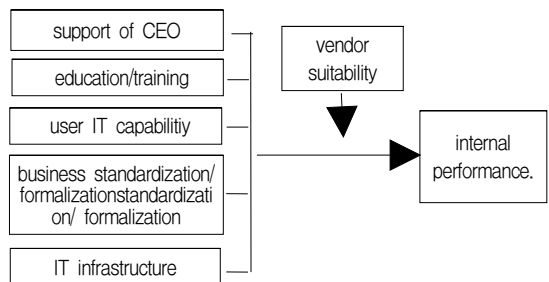 support of CEO
education/training
user IT capabilitiy
business standardization/
formalizationstandardizati
on/ formalization
IT infrastructure
vendor
suitability
internal
performance.